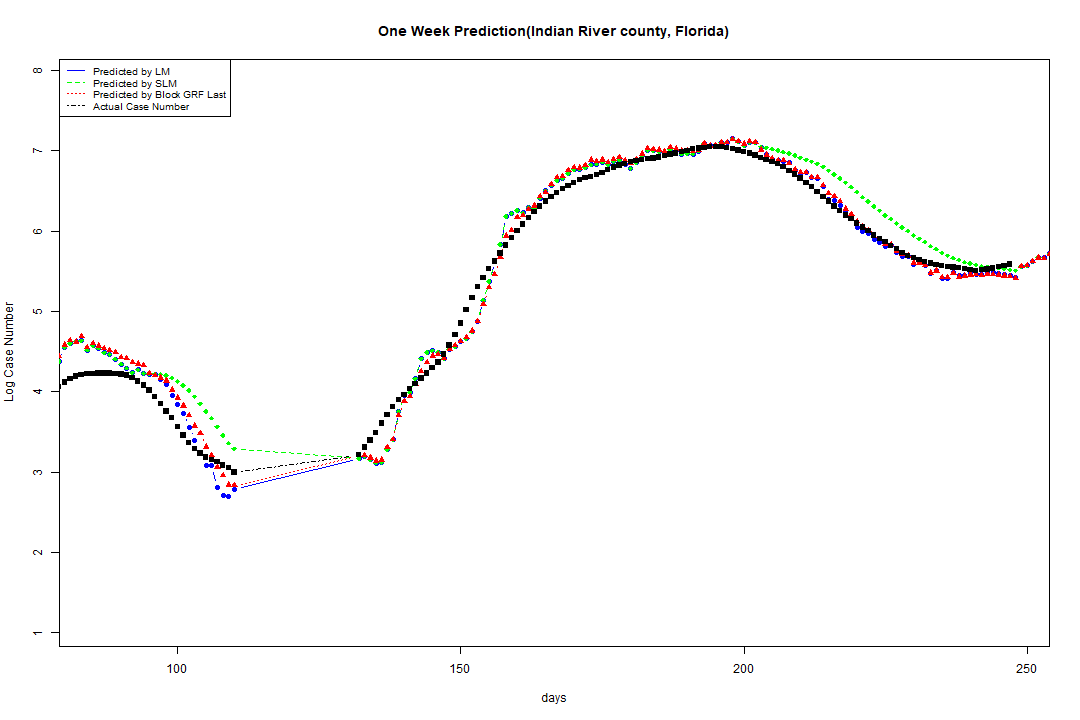 One Week Prediction(Indian River county, Florida)
Predicted by LM
Predicted by SLM
Predicted by Block GRF Last
Actual Case Number
8
7
6
5
4
3
2
1
Log Case Number
100
150
200
250
days